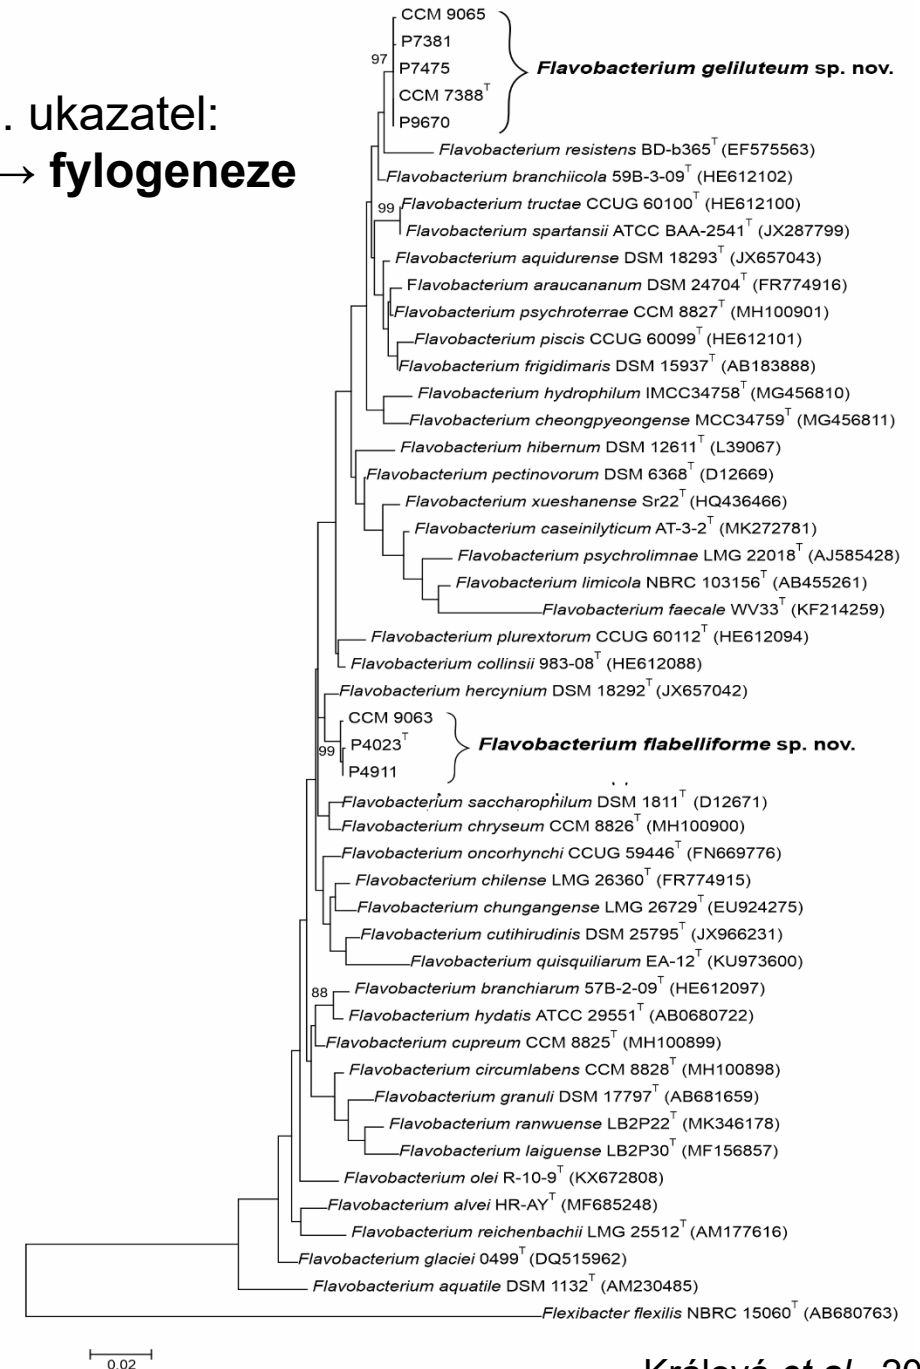 CCM 9065
P7381
97
P7475
Flavobacterium geliluteum sp. nov.
CCM 7388T
P9670
. ukazatel:
→ fylogeneze
Flavobacterium resistens BD-b365T (EF575563)
Flavobacterium branchiicola 59B-3-09T (HE612102)
99
Flavobacterium tructae CCUG 60100T (HE612100)
Flavobacterium spartansii ATCC BAA-2541T (JX287799)
Flavobacterium aquidurense DSM 18293T (JX657043)
Flavobacterium araucananum DSM 24704T (FR774916)
Flavobacterium psychroterrae CCM 8827T (MH100901)
Flavobacterium piscis CCUG 60099T (HE612101)
Flavobacterium frigidimaris DSM 15937T (AB183888)
Flavobacterium hydrophilum IMCC34758T (MG456810)
Flavobacterium cheongpyeongense MCC34759T (MG456811)
Flavobacterium hibernum DSM 12611T (L39067)
Flavobacterium pectinovorum DSM 6368T (D12669)
Flavobacterium xueshanense Sr22T (HQ436466)
Flavobacterium caseinilyticum AT-3-2T (MK272781)
Flavobacterium psychrolimnae LMG 22018T (AJ585428)
Flavobacterium limicola NBRC 103156T (AB455261)
Flavobacterium faecale WV33T (KF214259)
Flavobacterium plurextorum CCUG 60112T (HE612094)
Flavobacterium collinsii 983-08T (HE612088)
Flavobacterium hercynium DSM 18292T (JX657042)
CCM 9063
99
P4023T
Flavobacterium flabelliforme sp. nov.
P4911
Flavobacterium saccharophilum DSM 1811T (D12671)
Flavobacterium chryseum CCM 8826T (MH100900)
Flavobacterium oncorhynchi CCUG 59446T (FN669776)
Flavobacterium chilense LMG 26360T (FR774915)
Flavobacterium chungangense LMG 26729T (EU924275)
Flavobacterium cutihirudinis DSM 25795T (JX966231)
Flavobacterium quisquiliarum EA-12T (KU973600)
88
Flavobacterium branchiarum 57B-2-09T (HE612097)
Flavobacterium hydatis ATCC 29551T (AB0680722)
Flavobacterium cupreum CCM 8825T (MH100899)
Flavobacterium circumlabens CCM 8828T (MH100898)
Flavobacterium granuli DSM 17797T (AB681659)
Flavobacterium ranwuense LB2P22T (MK346178)
Flavobacterium laiguense LB2P30T (MF156857)
Flavobacterium olei R-10-9T (KX672808)
Flavobacterium alvei HR-AYT (MF685248)
Flavobacterium reichenbachii LMG 25512T (AM177616)
Flavobacterium glaciei 0499T (DQ515962)
Flavobacterium aquatile DSM 1132T (AM230485)
Flexibacter flexilis NBRC 15060T (AB680763)
0.02